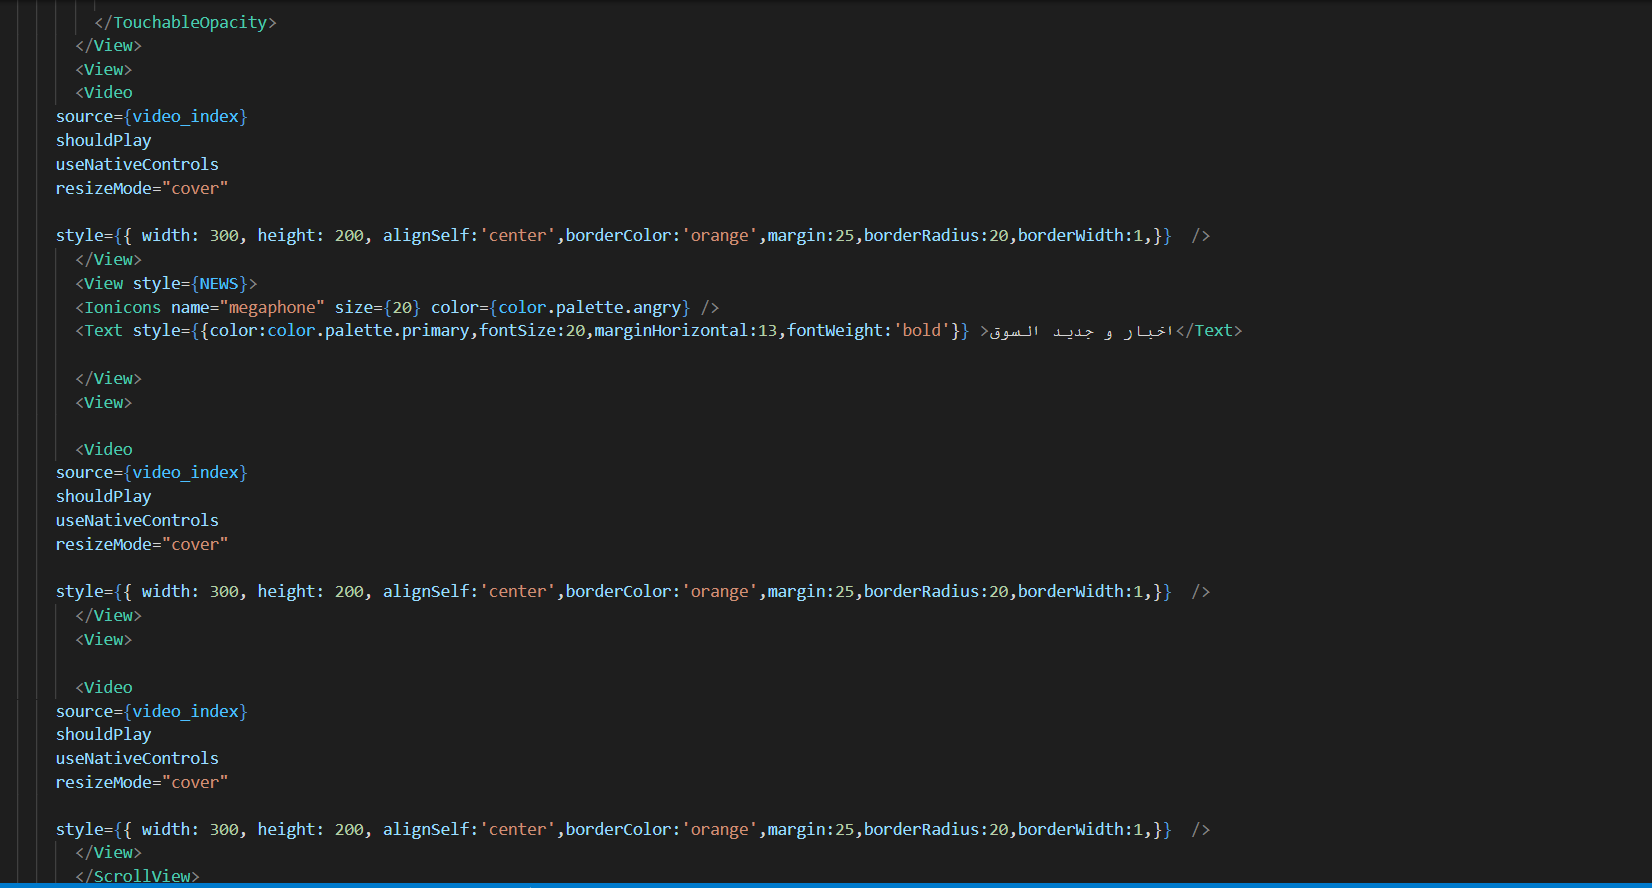 </TouchableOpacity>
</View>
<View>
<Video
source={video_index}
shouldPlay
useNativeControls
resizeMode="cover"
style={{ width: 300, height: 200, alignSelf:'center',borderColor:'orange',margin:25,borderRadius:20,borderWidth:1,}}  />
</View>
<View style={NEWS}>
<Ionicons name="megaphone" size={20} color={color.palette.angry} />
<Text style={{color:color.palette.primary,fontSize:20,marginHorizontal:13,fontWeight:'bold'}} >اخبار و جديد السوق</Text>
</View>
<View>
<Video
source={video_index}
shouldPlay
useNativeControls
resizeMode="cover"
style={{ width: 300, height: 200, alignSelf:'center',borderColor:'orange',margin:25,borderRadius:20,borderWidth:1,}}  />
</View>
<View>
<Video
source={video_index}
shouldPlay
useNativeControls
resizeMode="cover"
style={{ width: 300, height: 200, alignSelf:'center',borderColor:'orange',margin:25,borderRadius:20,borderWidth:1,}}  />
</View>
</ScrollView>